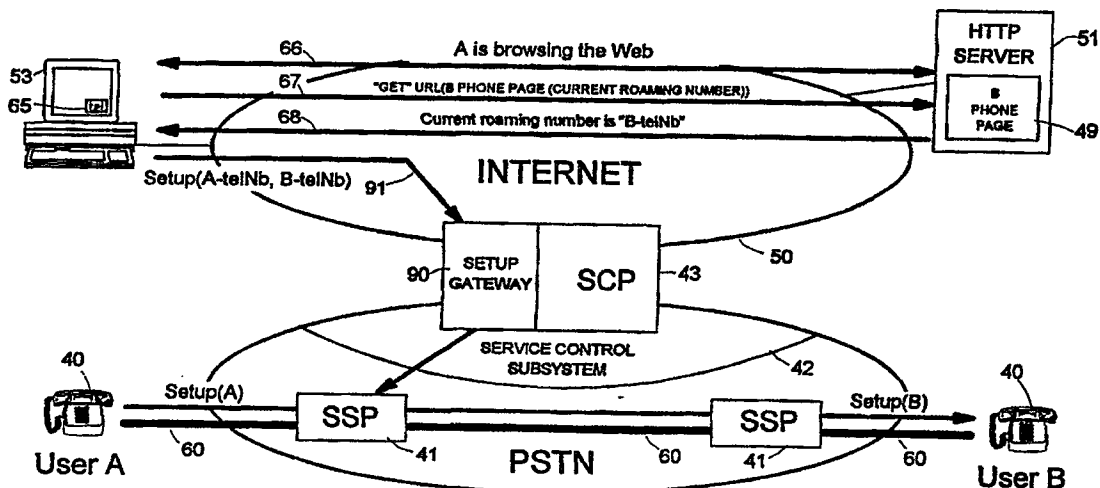 66
A is browsing the Web
HTTP
SERVER
51
53
67
"GET" URL(B PHONE PAGE (CURRENT ROAMING NUMBER))
65
tel
B
PHONE
PAGE
68
Current roaming number is "B-telNb"
49
Setup(A-telNb, B-telNb)
91
INTERNET
50
90
SETUP
GATEWAY
SCP
43
SERVICE CONTROL
SUBSYSTEM
42
40
40
Setup(A)
SSP
SSP
Setup(B)
60
41
60
41
60
User A
PSTN
User B